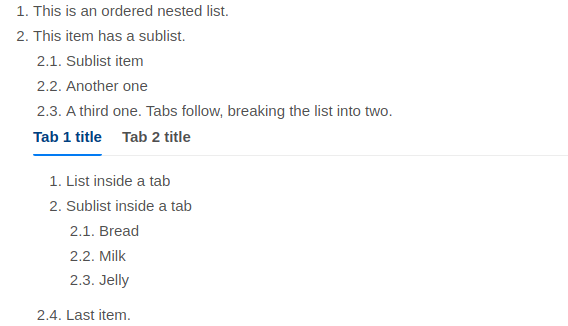 1. This is an ordered nested list.
2. This item has a sublist.
2.1. Sublist item
2.2. Another one
2.3. A third one. Tabs follow, breaking the list into two.
Tab 1 title Tab 2 title
1. List inside a tab
2. Sublist inside a tab
2.1. Bread
2.2. Milk
2.3. Jelly
2.4. Last item.